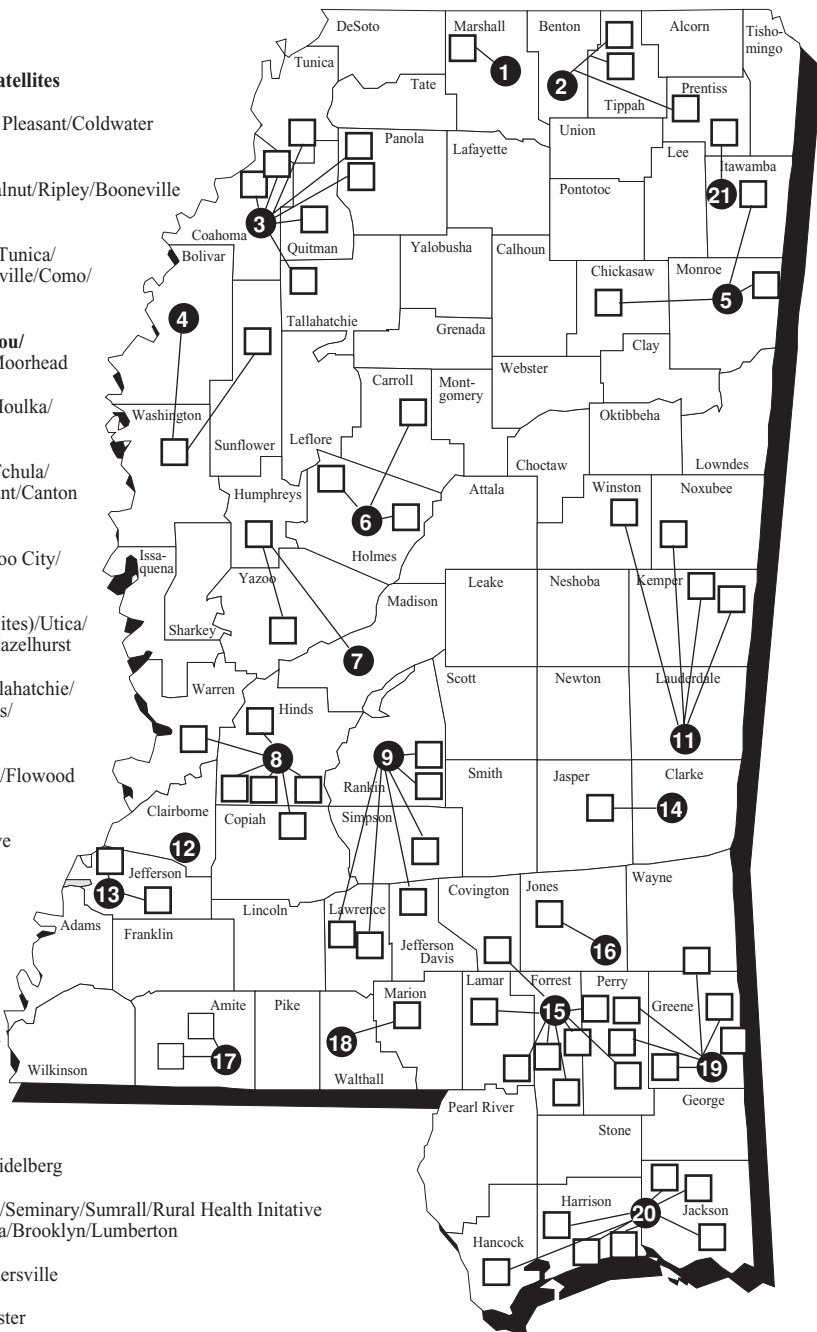 atellites
Pleasant/Coldwater
alnut/Ripley/Booneville
Tunica/
ville/Como/
ou/
Moorhead
Houlka/
Tchula/
ant/Canton
oo City/
ites)/Utica/
Hazelhurst
llahatchie/
s/
/Flowood
ve
idelberg
/Seminary/Sumrall/Rural Health Initative
a/Brooklyn/Lumberton
dersville
ster
DeSoto
Marshall
Benton
Alcorn
Tisho-
mingo
Tunica
1
2
Tate
Tippah
Prentiss
Panola
Lafayette
Union
Lee
Itawamba
21
Pontotoc
3
Coahoma
Quitman
Bolivar
Yalobusha
Calhoun
Chickasaw
Monroe
5
4
Tallahatchie
Grenada
Clay
Webster
Carroll
Mont-
gomery
Washington
Oktibbeha
Sunflower
Leflore
Choctaw
Lowndes
Humphreys
Attala
Winston
Noxubee
6
Holmes
Issa-
quena
Yazoo
Leake
Neshoba
Kemper
Madison
Sharkey
7
Warren
Scott
Newton
Lauderdale
Hinds
11
8
9
Rankin
Smith
Jasper
Clarke
14
Clairborne
Copiah
Simpson
12
Jefferson
13
Covington
Jones
Wayne
Lincoln
Lawrence
Adams
Franklin
Jefferson
Davis
16
Lamar
Forrest
Perry
Greene
15
Amite
Pike
Marion
18
17
19
Wilkinson
Walthall
Pearl River
George
Stone
Harrison
20
Jackson
Hancock